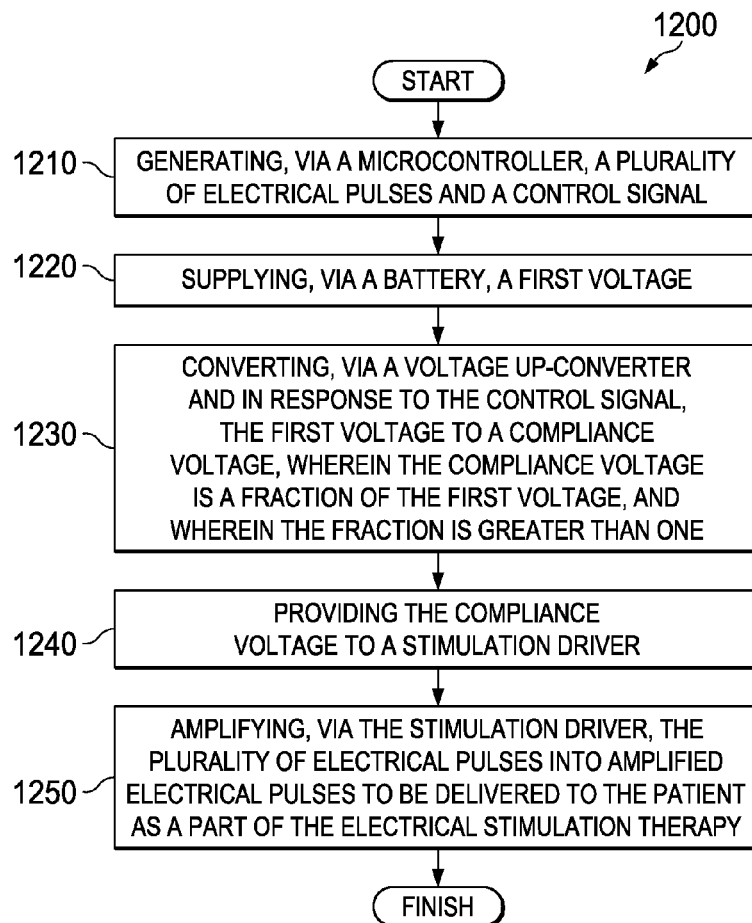 1200
START
1210
GENERATING, VIA A MICROCONTROLLER, A PLURALITY
OF ELECTRICAL PULSES AND A CONTROL SIGNAL
1220
SUPPLYING, VIA A BATTERY, A FIRST VOLTAGE
1230
CONVERTING, VIA A VOLTAGE UP-CONVERTER
AND IN RESPONSE TO THE CONTROL SIGNAL,
THE FIRST VOLTAGE TO A COMPLIANCE
VOLTAGE, WHEREIN THE COMPLIANCE VOLTAGE
IS A FRACTION OF THE FIRST VOLTAGE, AND
WHEREIN THE FRACTION IS GREATER THAN ONE
1240
PROVIDING THE COMPLIANCE
VOLTAGE TO A STIMULATION DRIVER
1250
AMPLIFYING, VIA THE STIMULATION DRIVER, THE
PLURALITY OF ELECTRICAL PULSES INTO AMPLIFIED
ELECTRICAL PULSES TO BE DELIVERED TO THE PATIENT
AS A PART OF THE ELECTRICAL STIMULATION THERAPY
FINISH